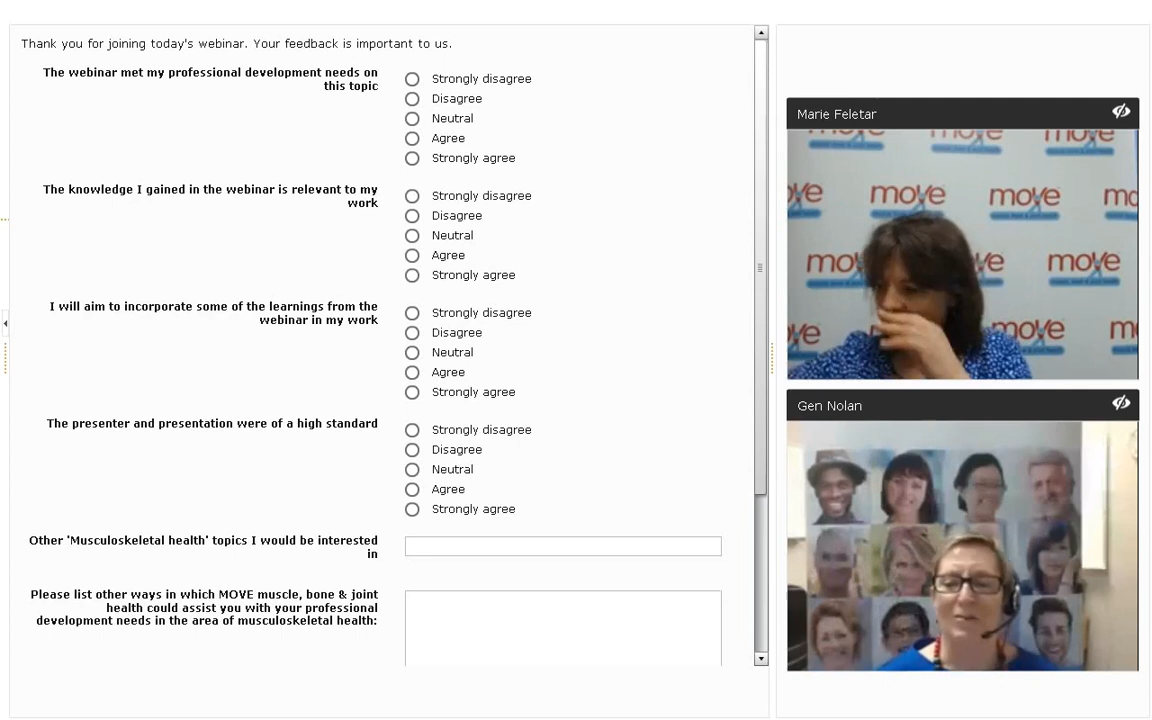 Thank you for joining today's webinar. Your feedback is important to us.
The webinar met my professional development needs on
this topic
Strongly disagree
Disagree
Neutral
Agree
Strongly agree
The knowledge I gained in the webinar is relevant to my
work
Strongly disagree
Disagree
Neutral
Agree
Strongly agree
I will aim to incorporate some of the learnings from the
webinar in my work
Strongly disagree
Disagree
Neutral
Agree
Strongly agree
The presenter and presentation were of a high standard
Strongly disagree
Disagree
Neutral
Agree
Strongly agree
Other 'Musculoskeletal health' topics I would be interested
in
Please list other ways in which MOVE muscle, bone & joint
health could assist you with your professional
development needs in the area of musculoskeletal health:
Marie Feletar
move
move
move
move
move
move
move
Gen Nolan